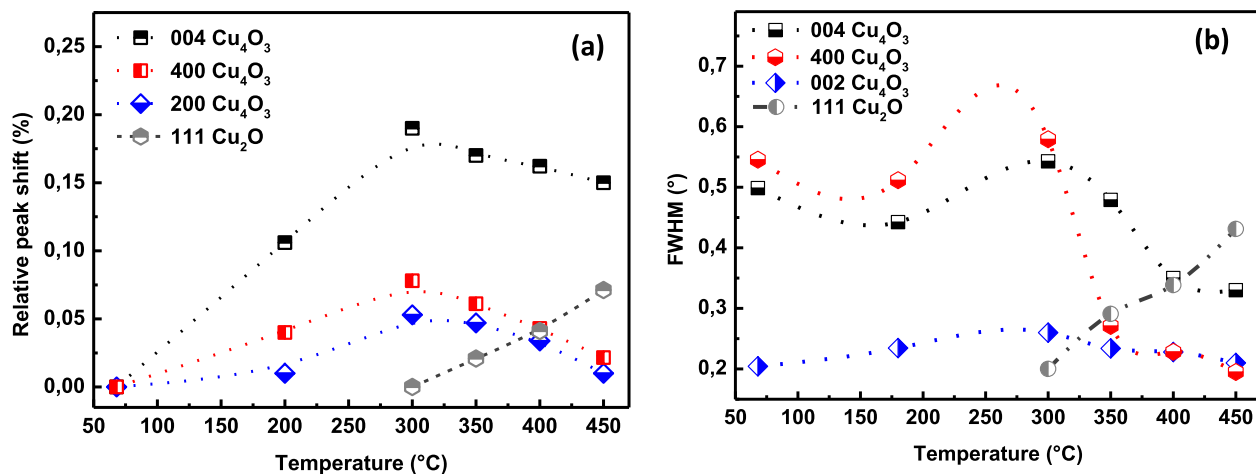 (a)
004 Cu4O3
400 Cu4O3
200 Cu4O3
111 Cu2O
0,25
0,20
0,15
0,10
0,05
0,00
Relative peak shift (%)
50 100 150 200 250 300 350 400 450
Temperature (°C)
(b)
004 Cu4O3
400 Cu4O3
002 Cu4O3
111 Cu2O
0,7
0,6
0,5
0,4
0,3
0,2
FWHM (°)
50 100 150 200 250 300 350 400 450
Temperature (°C)